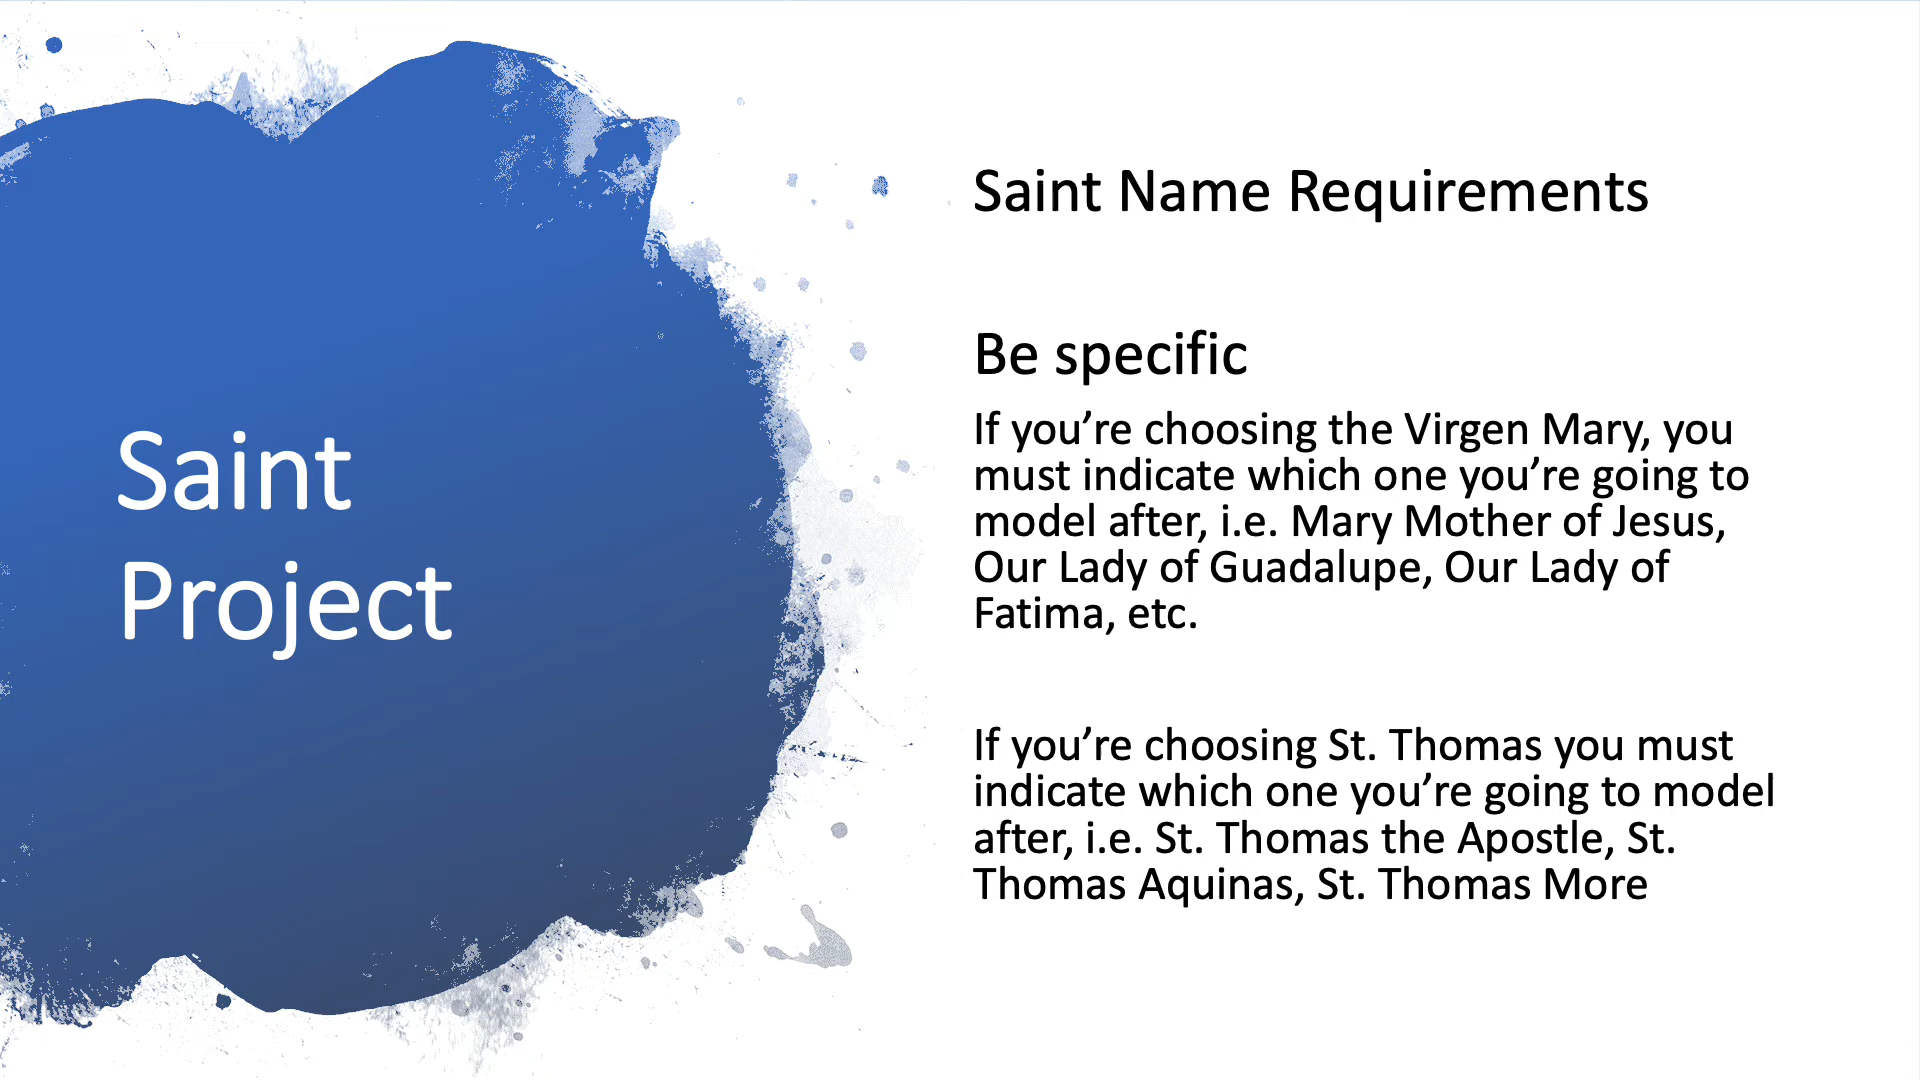 Saint
Project
Saint Name Requirements
Be specific
If you’re choosing the Virgen Mary, you
must indicate which one you’re going to
model after, i.e. Mary Mother of Jesus,
Our Lady of Guadalupe, Our Lady of
Fatima, etc.
If you’re choosing St. Thomas you must
indicate which one you’re going to model
after, i.e. St. Thomas the Apostle, St.
Thomas Aquinas, St. Thomas More